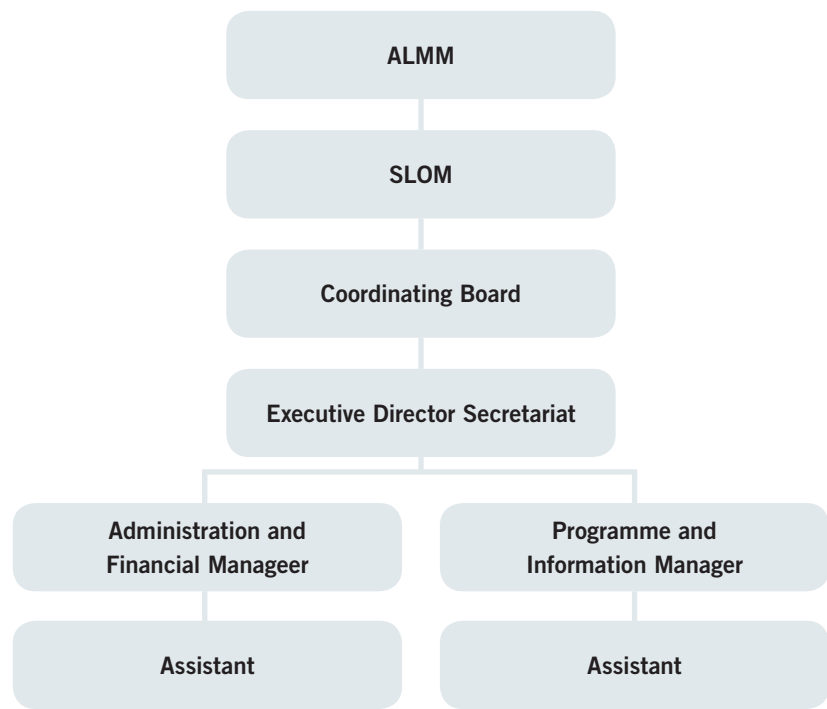 ALMM
SLOM
Coordinating Board
Executive Director Secretariat
Administration and
Financial Manageer
Programme and
Information Manager
Assistant
Assistant